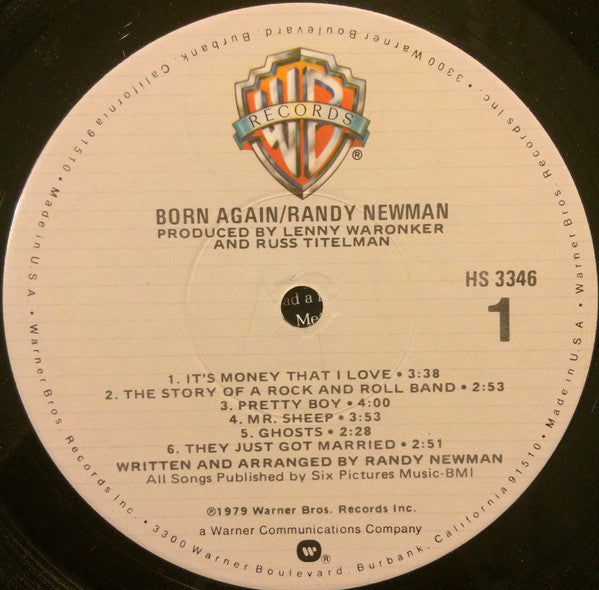 WB
RECORDS
®
BORN AGAIN/RANDY NEWMAN
PRODUCED BY LENNY WARONKER
AND RUSS TITELMAN
HS 3346
1
ad a
Me
1. IT'S MONEY THAT I LOVE • 3:38
2. THE STORY OF A ROCK AND ROLL BAND • 2:53
3. PRETTY BOY • 4:00
4. MR. SHEEP • 3:53
5. GHOSTS • 2:28
6. THEY JUST GOT MARRIED • 2:51
WRITTEN AND ARRANGED BY RANDY NEWMAN
All Songs Published by Six Pictures Music-BMI
℗1979 Warner Bros. Records Inc.
a Warner Communications Company
®
Warner Bros. Records Inc. • 3300 Warner Boulevard, Burbank, California 91510 • Made in U.S.A. • Warner Bros. Records Inc. • 3300 Warner Boulevard, Burbank, California 91510 • Made in U.S.A. •